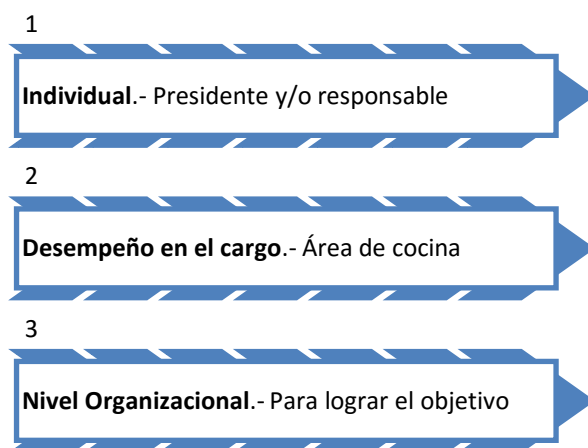 1
Individual.- Presidente y/o responsable
2
Desempeño en el cargo.- Área de cocina
3
Nivel Organizacional.- Para lograr el objetivo